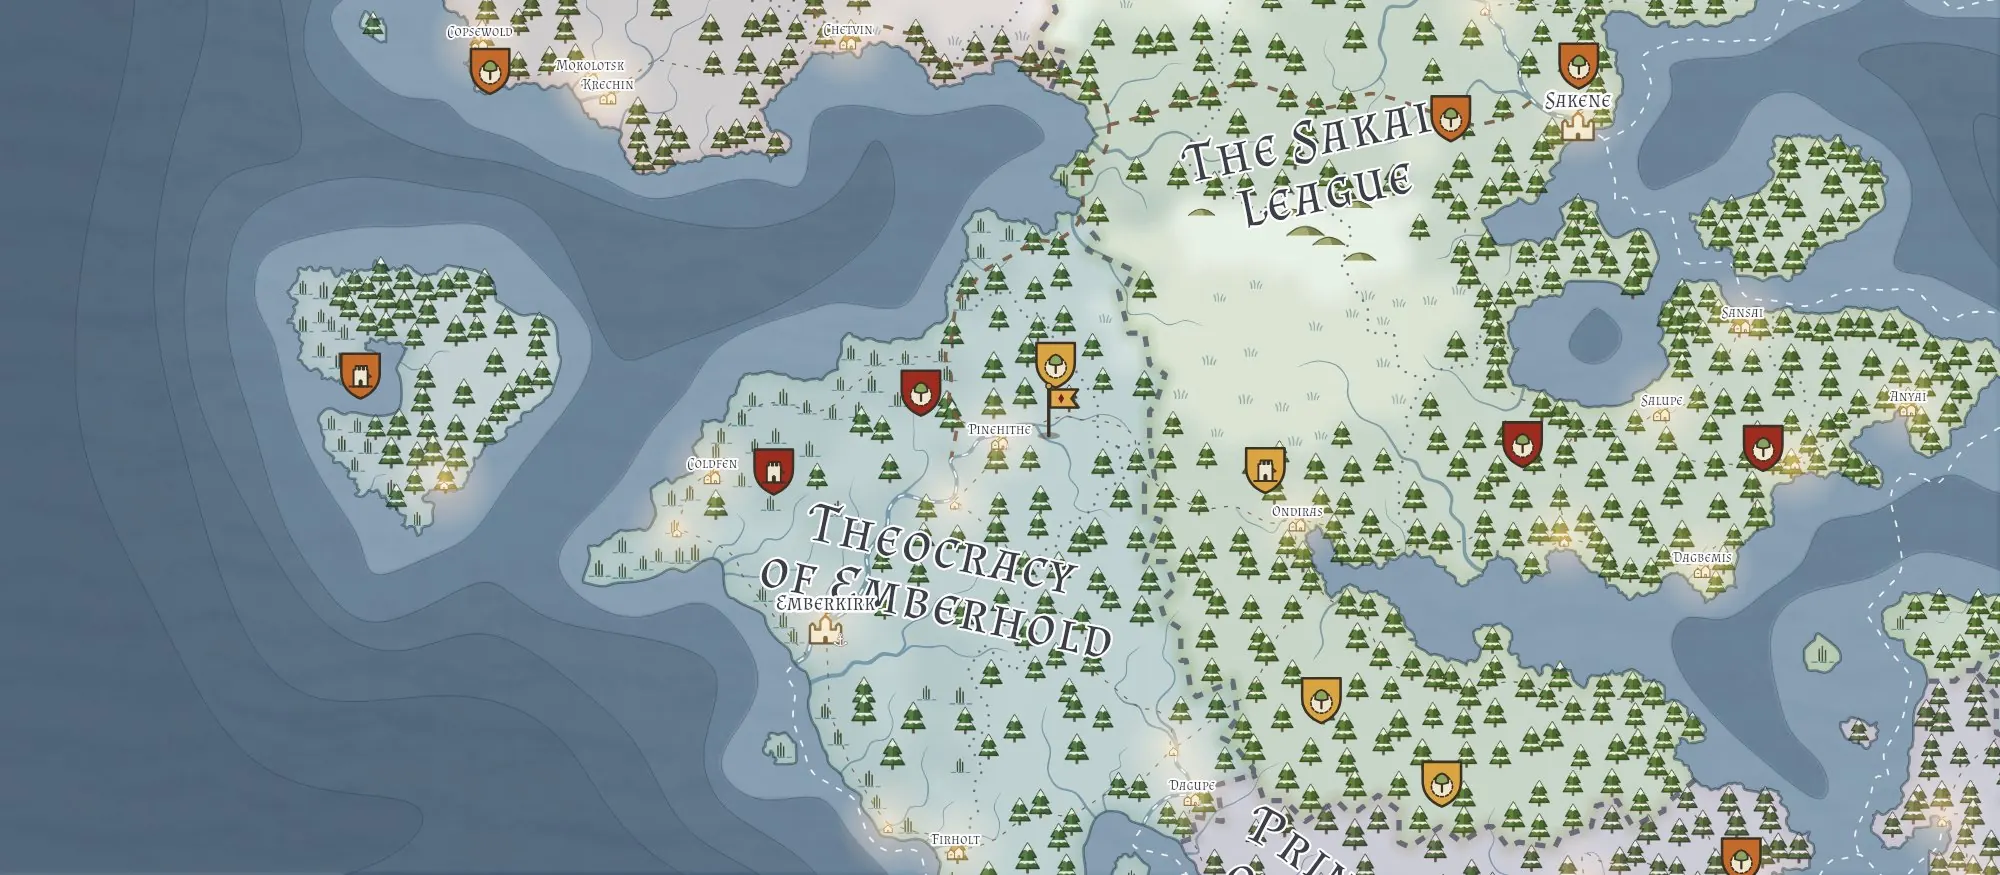 Copsewold
Chetvin
Mokolotsk
Krechin
Sakene
The Sakai
League
Sansai
Salupe
Anyai
Pinehithe
Coldfen
Ondiras
Theocracy
of Emberhold
Emberkirk
Dagbemis
Dagupe
Firholt